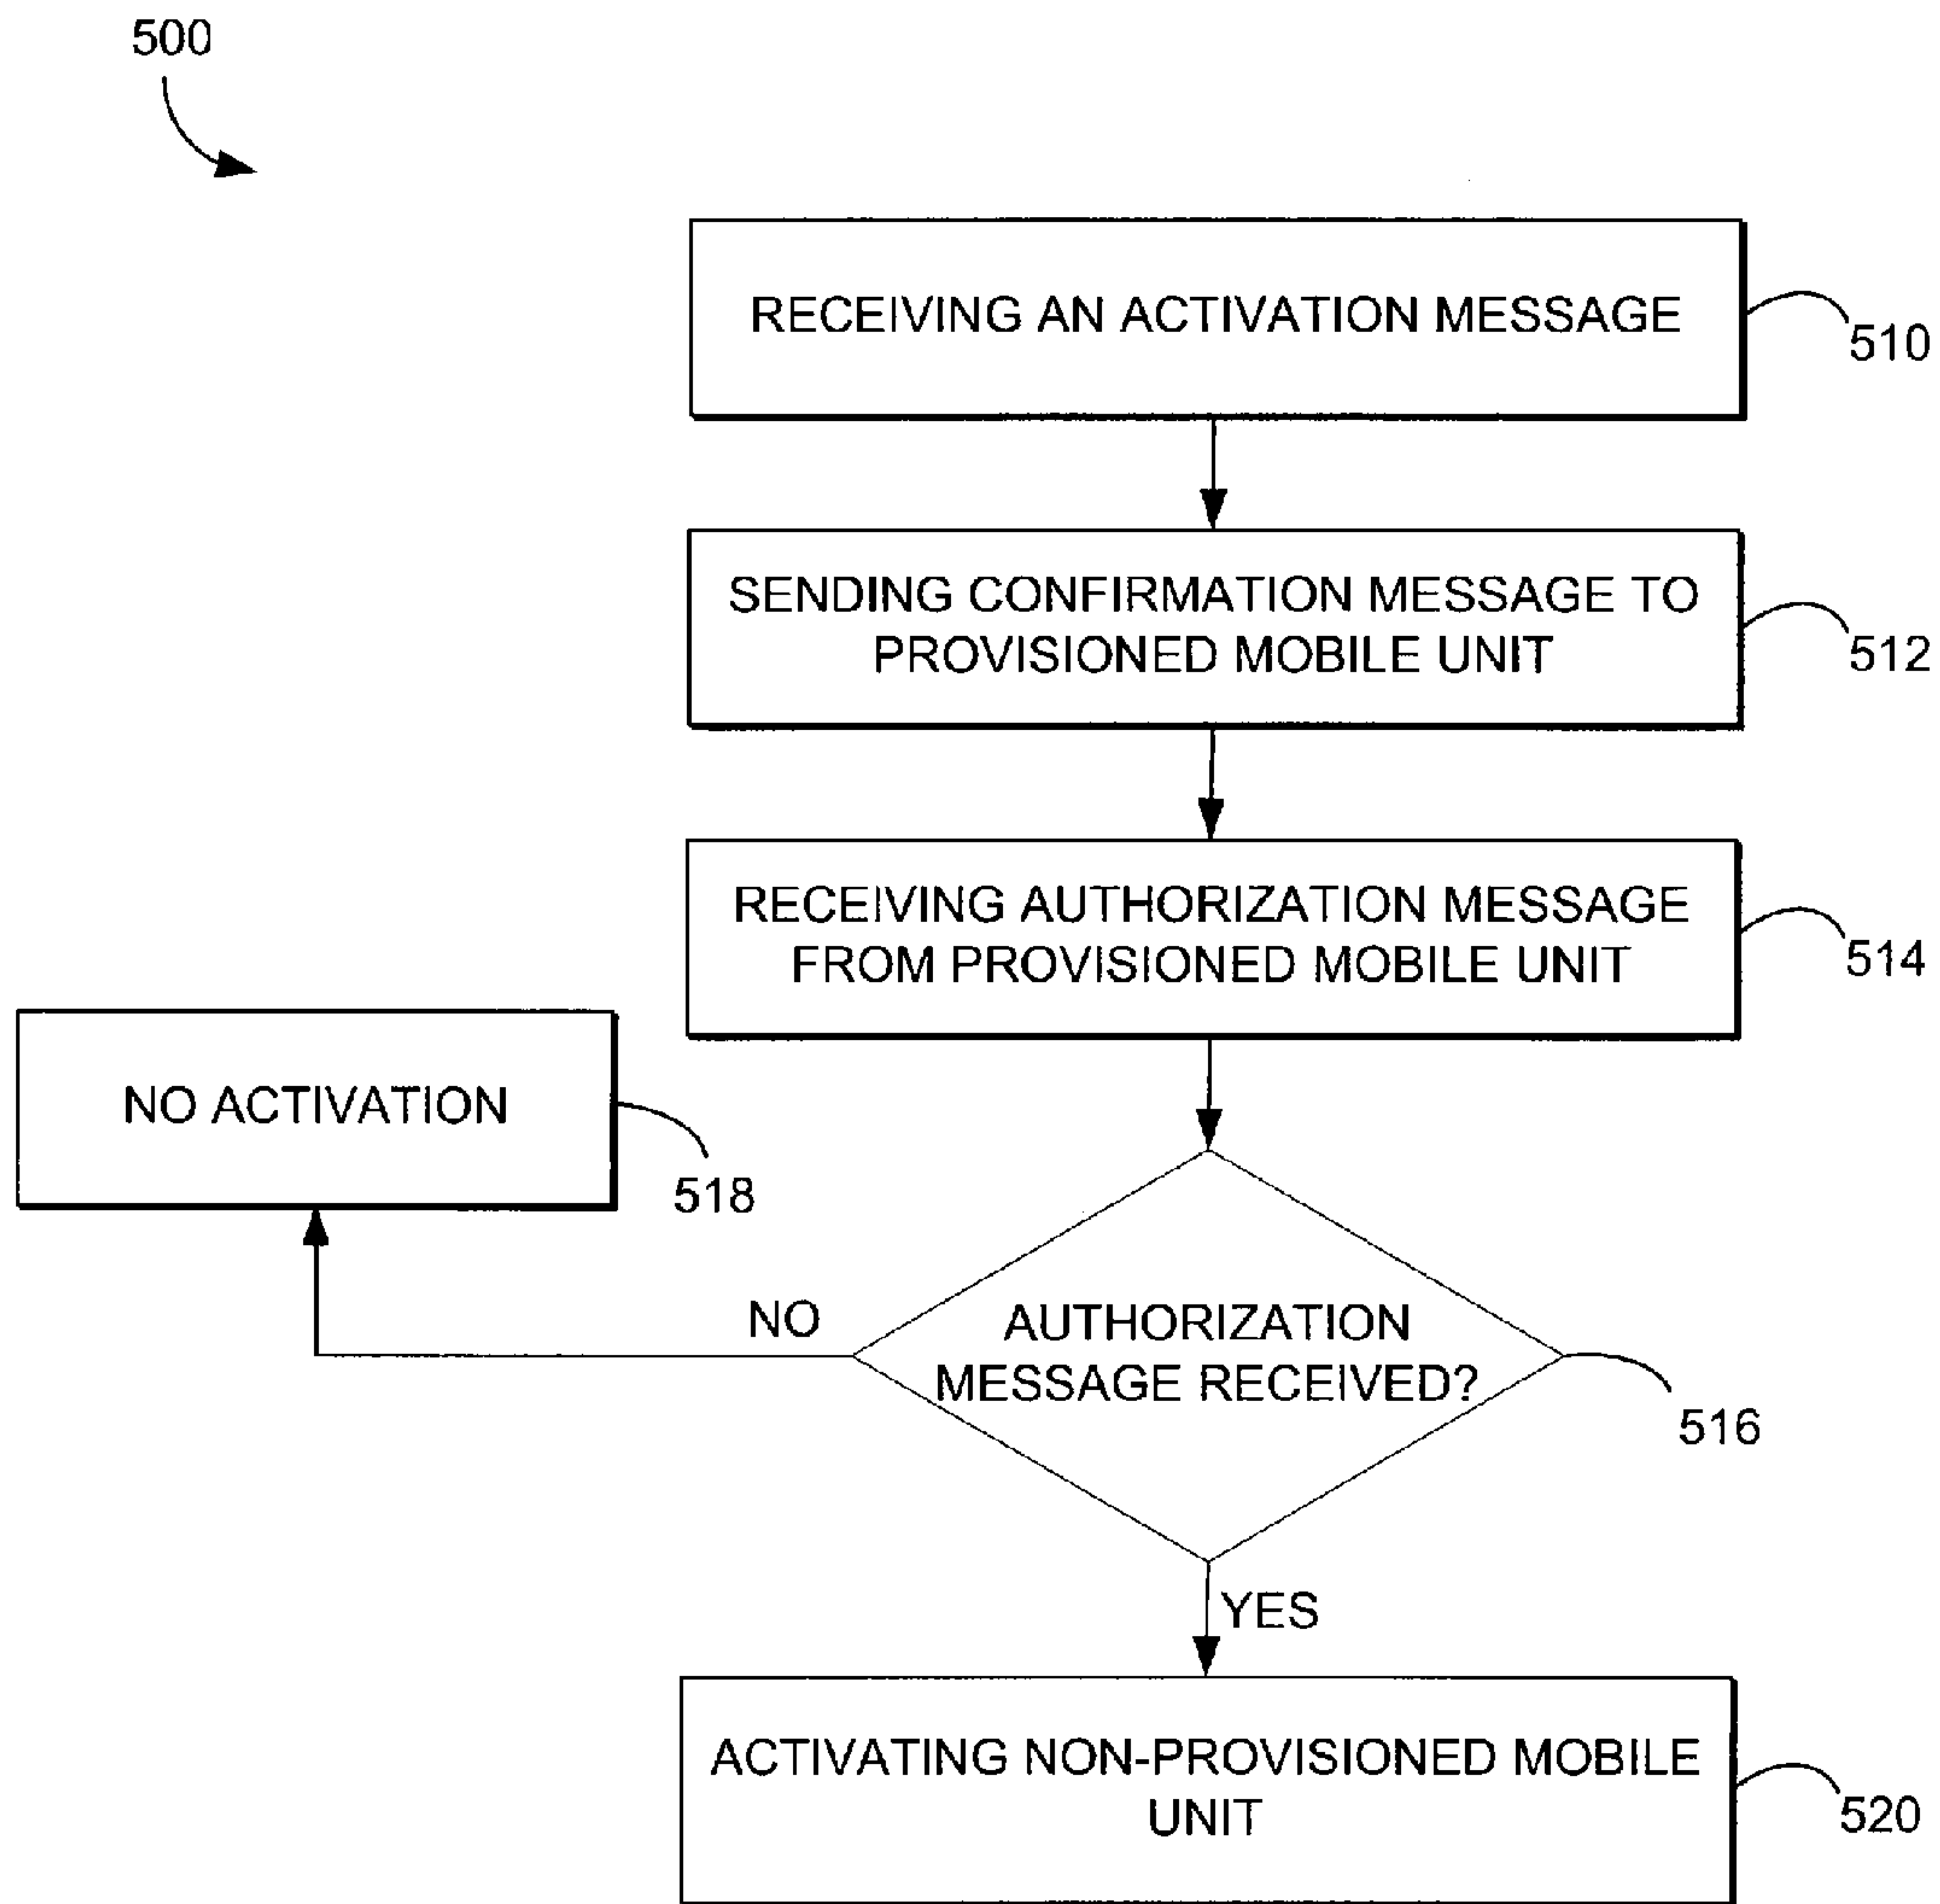 500
RECEIVING AN ACTIVATION MESSAGE
510
SENDING CONFIRMATION MESSAGE TO
PROVISIONED MOBILE UNIT
512
RECEIVING AUTHORIZATION MESSAGE
FROM PROVISIONED MOBILE UNIT
514
NO ACTIVATION
518
NO
AUTHORIZATION
MESSAGE RECEIVED?
516
YES
ACTIVATING NON-PROVISIONED MOBILE
UNIT
520